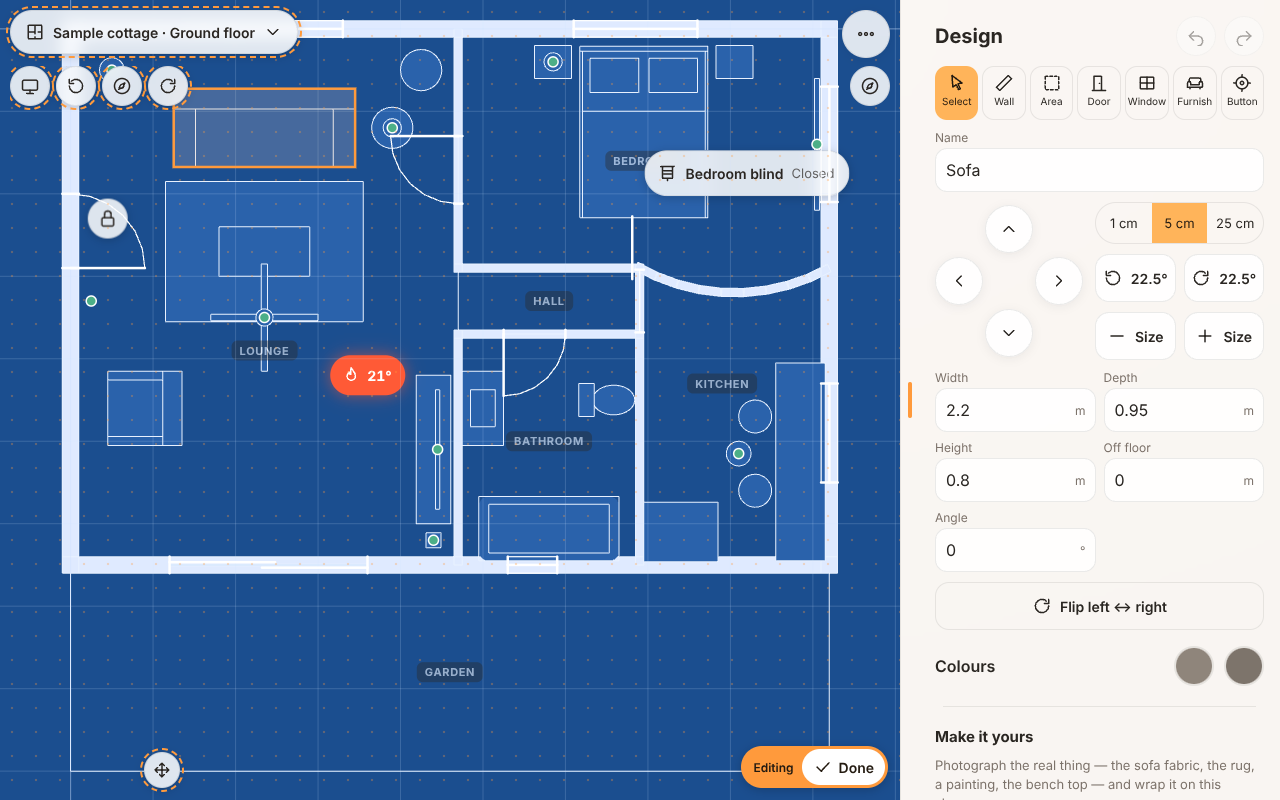 Sample cottage · Ground floor
LOUNGE
21°
HALL
Bedroom blind Closed
BATHROOM
KITCHEN
GARDEN
Editing
Done
Design
Select
Wall
Area
Door
Window
Furnish
Button
Name
Sofa
1 cm
5 cm
25 cm
22.5°
22.5°
Size
Size
Width
Depth
2.2 m
0.95 m
Height
Off floor
0.8 m
0 m
Angle
0 °
Flip left ↔ right
Colours
Make it yours
Photograph the real thing — the sofa fabric, the rug,
a painting, the bench top — and wrap it on this